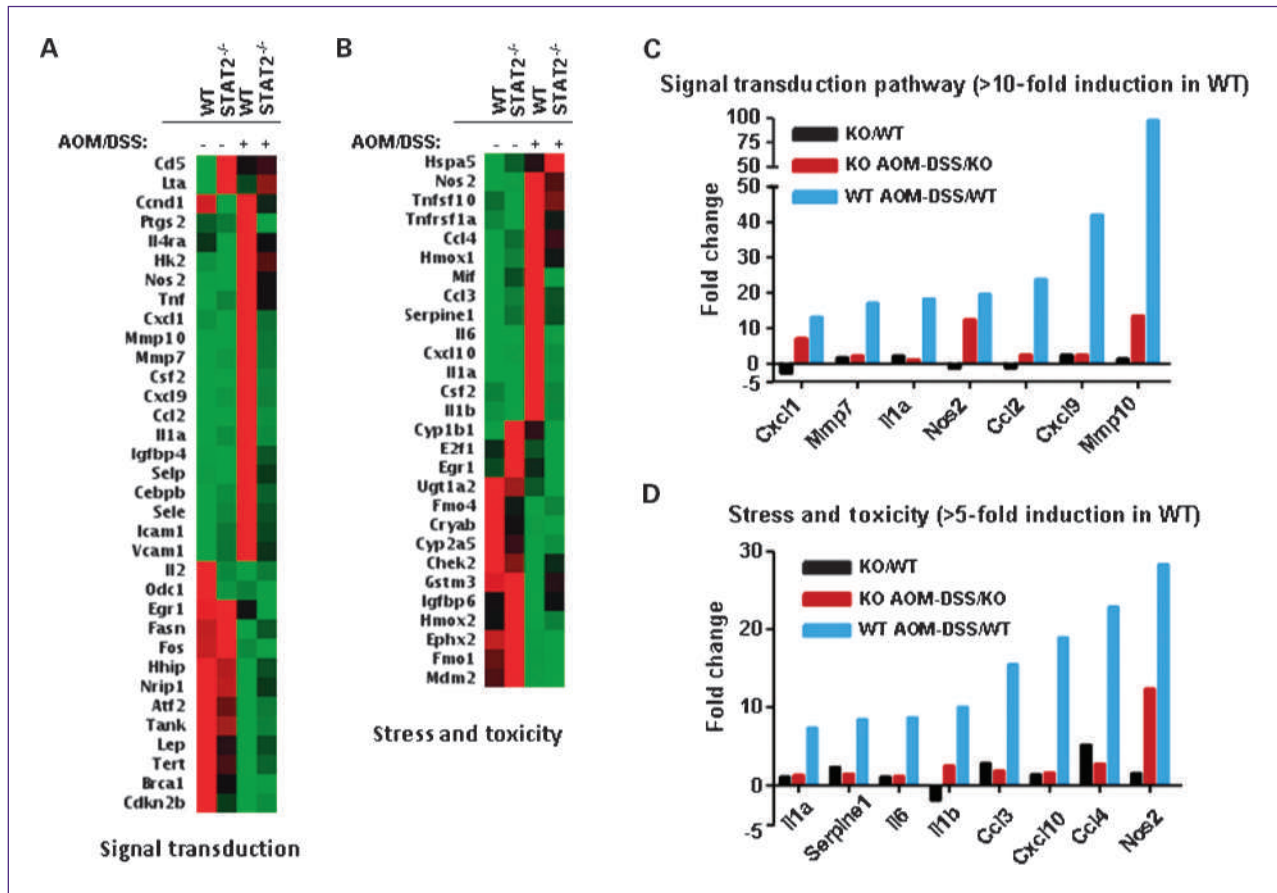 A
WT
STAT2-/-
WT
STAT2-/-
AOM/DSS:
- - + +
Cd5
Lta
Ccnd1
Ptgs2
Il4ra
Hk2
Nos2
Tnf
Cxcl1
Mmp10
Mmp7
Csf2
Cxcl9
Ccl2
Il1a
Igfbp4
Selp
Cebpb
Sele
Icam1
Vcam1
Il2
Odc1
Egr1
Fasn
Fos
Hhip
Nrip1
Atf2
Tank
Lep
Tert
Brca1
Cdkn2b
Signal transduction
B
WT
STAT2-/-
WT
STAT2-/-
AOM/DSS:
- - + +
Hspa5
Nos2
Tnfsf10
Tnfrsf1a
Ccl4
Hmox1
Mif
Ccl3
Serpine1
Il6
Cxcl10
Il1a
Csf2
Il1b
Cyp1b1
E2f1
Egr1
Ugt1a2
Fmo4
Cryab
Cyp2a5
Chek2
Gstm3
Igfbp6
Hmox2
Ephx2
Fmo1
Mdm2
Stress and toxicity
C
Signal transduction pathway (>10-fold induction in WT)
Fold change
100
50
50
40
30
20
10
0
-5
KO/WT
KO AOM-DSS/KO
WT AOM-DSS/WT
Cxcl1
Mmp7
Il1a
Nos2
Ccl2
Cxcl9
Mmp10
D
Stress and toxicity (>5-fold induction in WT)
Fold change
30
20
10
0
-5
KO/WT
KO AOM-DSS/KO
WT AOM-DSS/WT
Il1a
Serpine1
Il6
Il1b
Ccl3
Cxcl10
Ccl4
Nos2